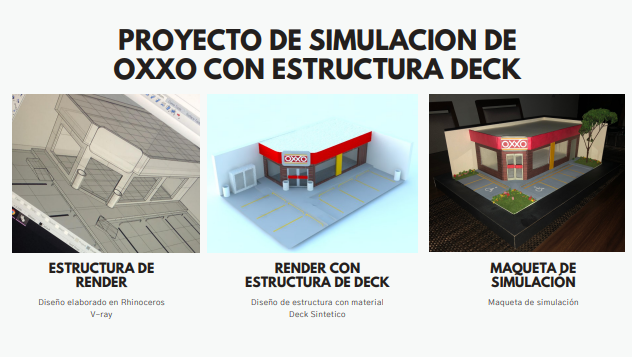 PROYECTO DE SIMULACION DE
OXXO CON ESTRUCTURA DECK
OXXO
OXXO
ESTRUCTURA DE
RENDER
Diseño elaborado en Rhinoceros
V-ray
RENDER CON
ESTRUCTURA DE DECK
Diseño de estructura con material
Deck Sintetico
MAQUETA DE
SIMULACIÓN
Maqueta de simulación